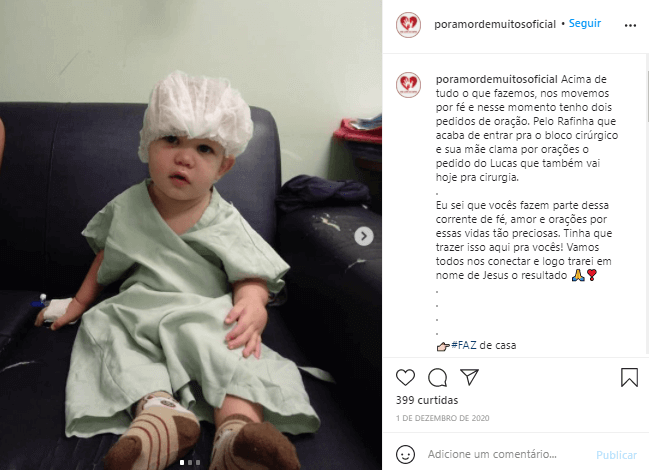 poramordemuitosoficial • Seguir
poramordemuitosoficial Acima de
tudo o que fazemos, nos movemos
por fé e nesse momento tenho dois
pedidos de oração. Pelo Rafinha que
acaba de entrar pra o bloco cirúrgico
e sua mãe clama por orações o
pedido do Lucas que também vai
hoje pra cirurgia.
.
Eu sei que vocês fazem parte dessa
corrente de fé, amor e orações por
essas vidas tão preciosas. Tinha que
trazer isso aqui pra vocês! Vamos
todos nos conectar e logo trarei em
nome de Jesus o resultado 🙏❣️
.
.
.
.
👉🏻#FAZ de casa
399 curtidas
1 DE DEZEMBRO DE 2020
Adicione um comentário... Publicar